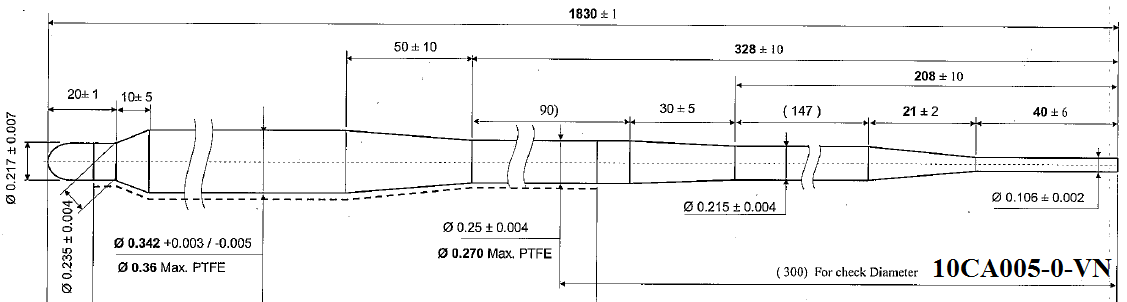 1830 ± 1
50 ± 10
328 ± 10
208 ± 10
20± 1
10± 5
90)
30 ± 5
( 147 )
21 ± 2
40 ± 6
Ø 0.217 ± 0.007
Ø 0.235 ± 0.004
Ø 0.342 +0.003 / -0.005
Ø 0.36 Max. PTFE
Ø 0.25 ± 0.004
Ø 0.270 Max. PTFE
Ø 0.215 ± 0.004
Ø 0.106 ± 0.002
( 300) For check Diameter
10CA005-0-VN